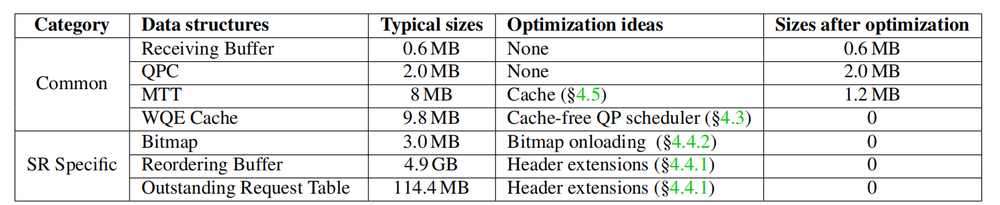 Category Data structures Typical sizes Optimization ideas Sizes after optimization
Common
Receiving Buffer 0.6 MB None 0.6 MB
QPC 2.0 MB None 2.0 MB
MTT 8 MB Cache (§4.5) 1.2 MB
WQE Cache 9.8 MB Cache-free QP scheduler (§4.3) 0
SR Specific
Bitmap 3.0 MB Bitmap onloading (§4.4.2) 0
Reordering Buffer 4.9 GB Header extensions (§4.4.1) 0
Outstanding Request Table 114.4 MB Header extensions (§4.4.1) 0